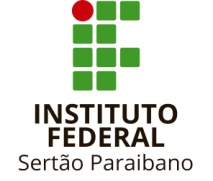 INSTITUTO
FEDERAL
Sertão Paraibano